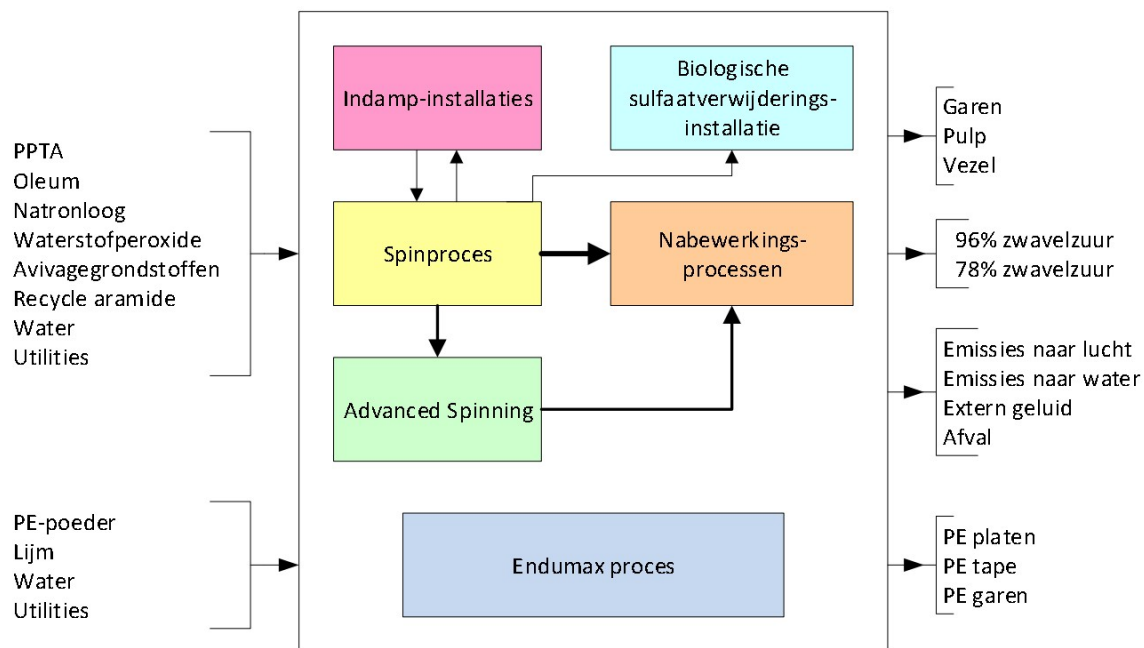 PPTA
Oleum
Natronloog
Waterstofperoxide
Avivagegrondstoffen
Recycle aramide
Water
Utilities
PE-poeder
Lijm
Water
Utilities
Indamp-installaties
Biologische
sulfaatverwijderings-
installatie
Spinproces
Nabewerkings-
processen
Advanced Spinning
Endumax proces
Garen
Pulp
Vezel
96% zwavelzuur
78% zwavelzuur
Emissies naar lucht
Emissies naar water
Extern geluid
Afval
PE platen
PE tape
PE garen